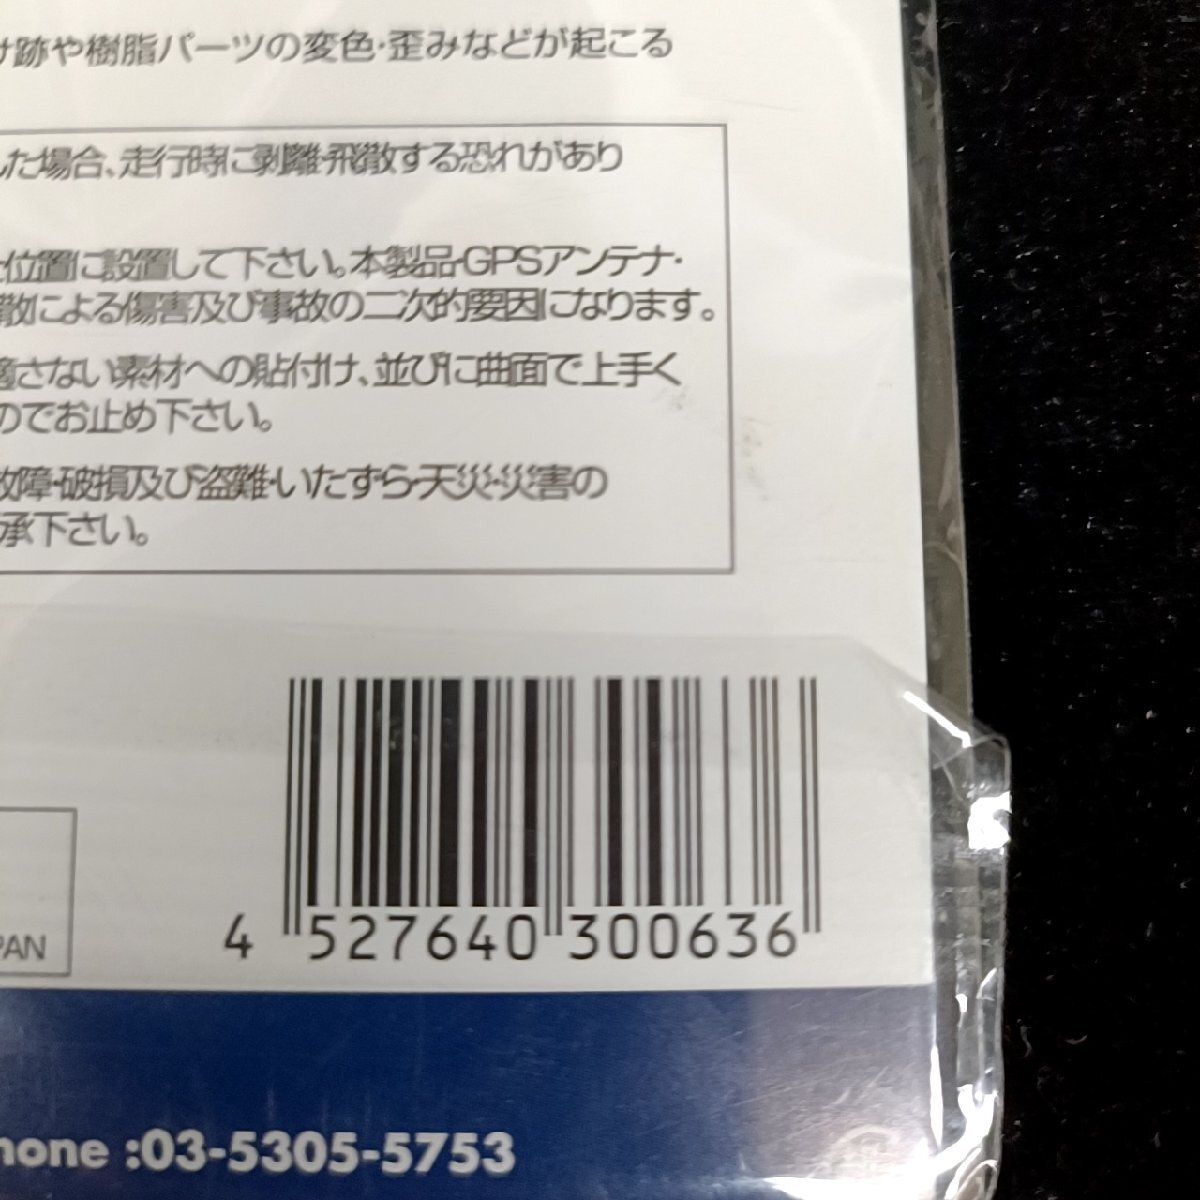 け跡や樹脂パーツの変色・歪みなどが起こる
した場合、走行時に剥離・飛散する恐れがあり
位置に設置して下さい。本製品・GPSアンテナ・
散による傷害及び事故の二次的要因になります。
適さない素材への貼付け、並びに曲面で上手く
のでお止め下さい。
故障・破損及び盗難・いたずら・天災・災害の
承下さい。
4 527640 300636
PAN
hone :03-5305-5753